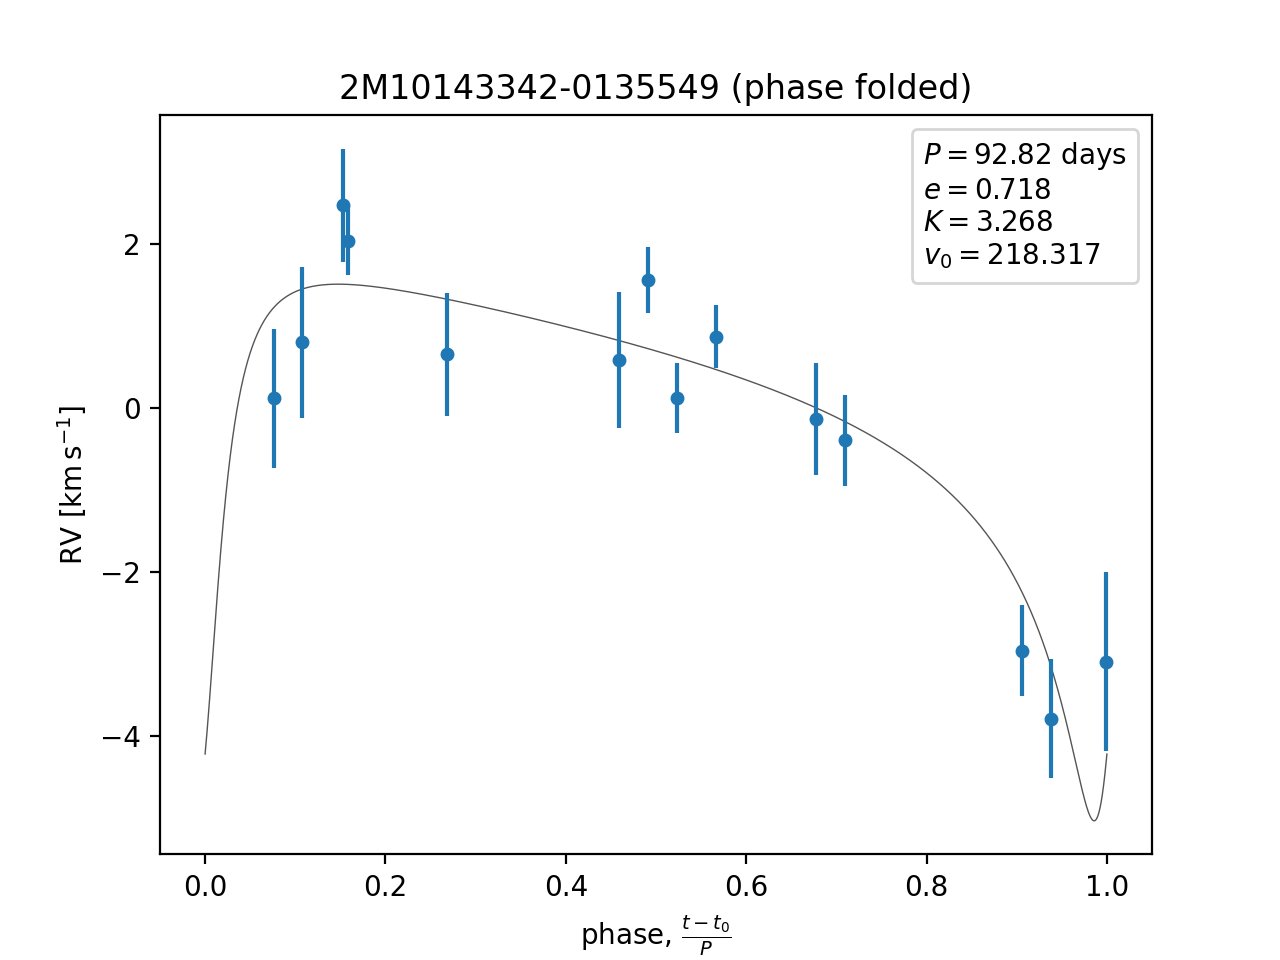 2M10143342-0135549 (phase folded)
P = 92.82 days
e = 0.718
K = 3.268
v₀ = 218.317
RV [km s⁻¹]
2
0
−2
−4
0.0 0.2 0.4 0.6 0.8 1.0
phase, (t − t₀)/P